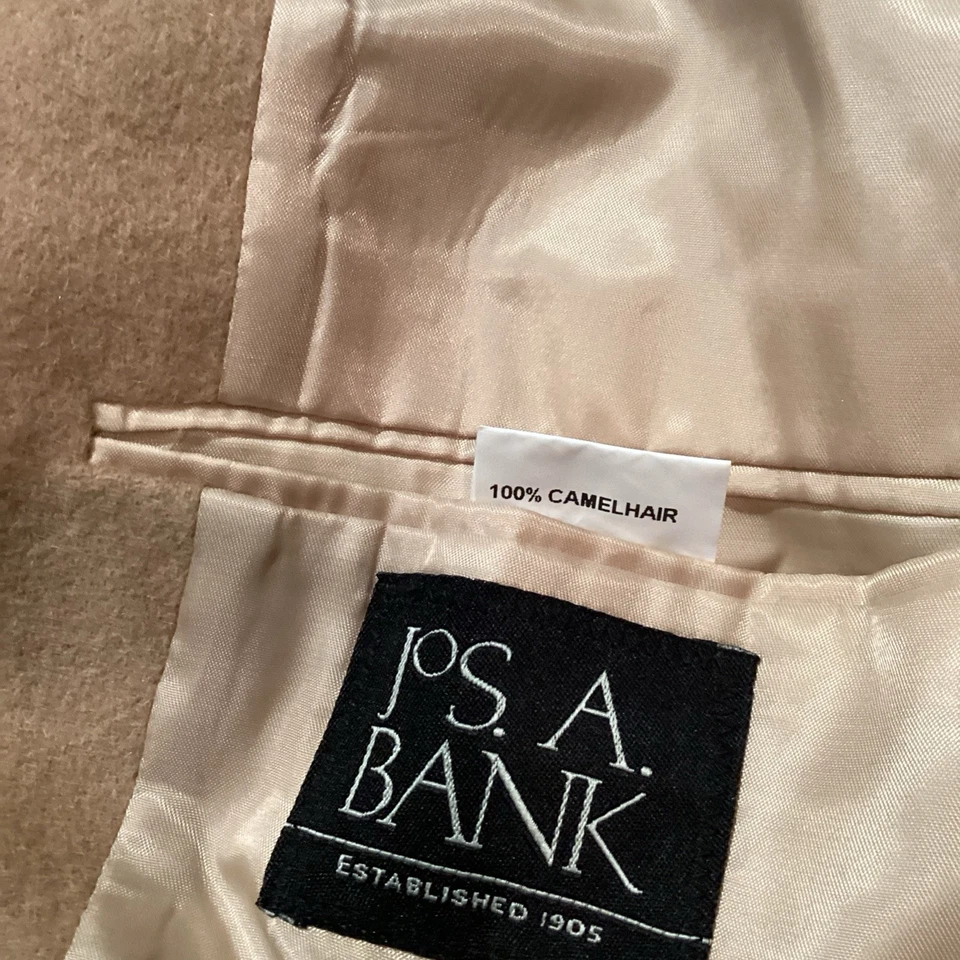 100% CAMELHAIR
JOS. A.
BANK
ESTABLISHED 1905